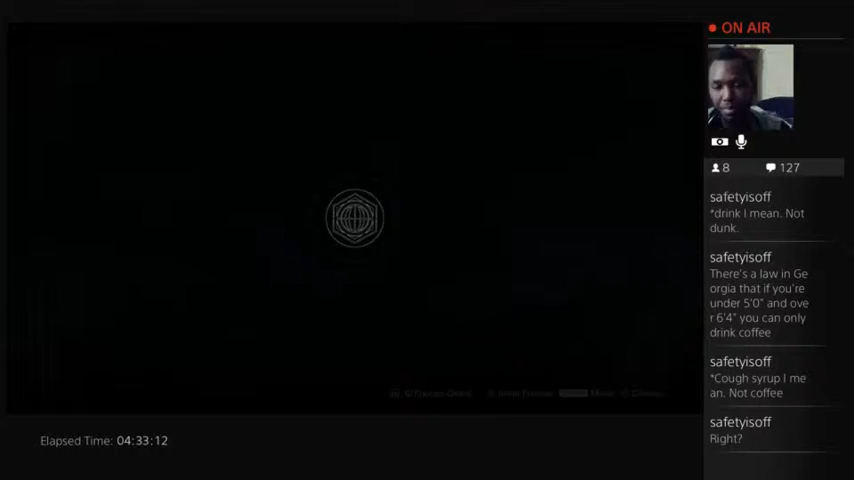 ON AIR
8 127
safetyisoff
*drink I mean. Not
dunk.
safetyisoff
There's a law in Ge
orgia that if you're
under 5'0" and ove
r 6'4" you can only
drink coffee
safetyisoff
*Cough syrup I me
an. Not coffee
safetyisoff
Right?
Elapsed Time: 04:33:12